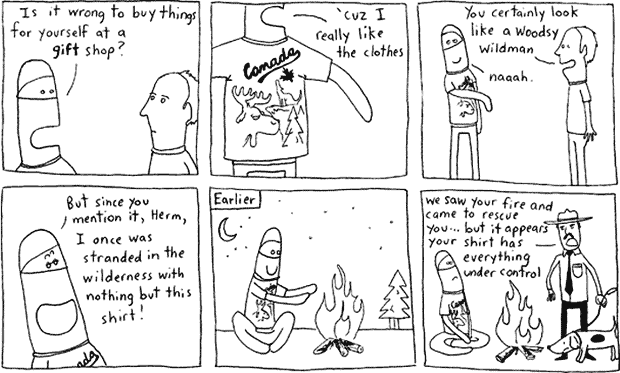 Is it wrong to buy things
for yourself at a
gift shop?
'cuz I
really like
the clothes
Canada
You certainly look
like a Woodsy
Wildman
naaah.
But since you
mention it, Herm,
I once was
stranded in the
wilderness with
nothing but this
shirt!
nada
Earlier
we saw your fire and
came to rescue
you... but it appears
your shirt has
everything
under control